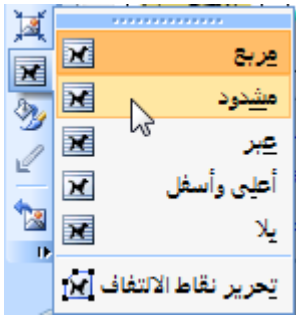 مربع
مشدود
عبر
أعلى وأسفل
بلا
تحرير نقاط الالتفاف